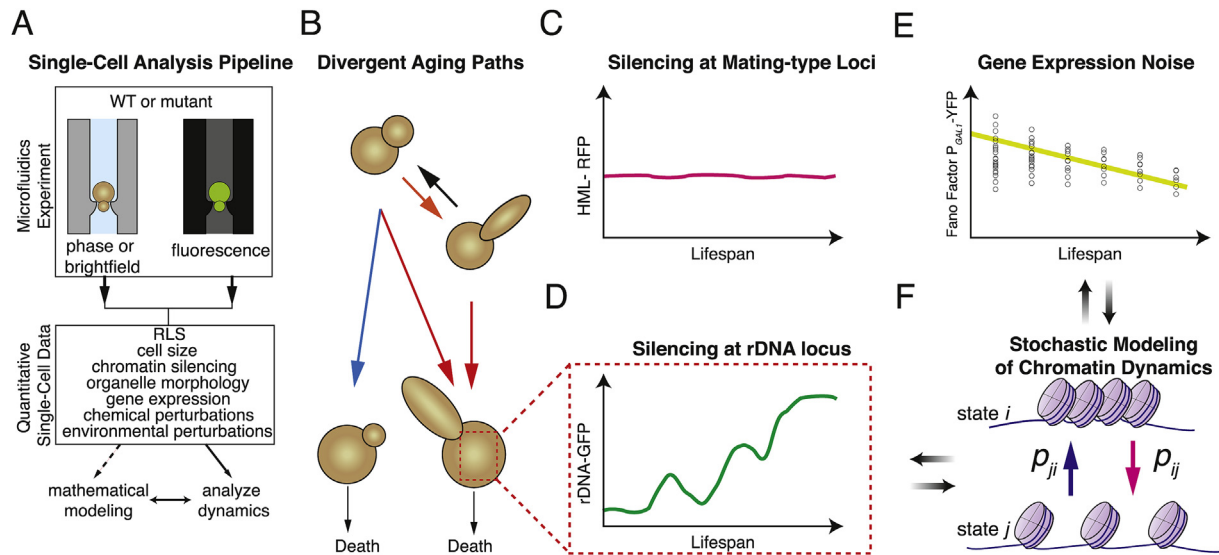 A
Single-Cell Analysis Pipeline
Microfluidics
Experiment
WT or mutant
phase or
brightfield
fluorescence
Quantitative
Single-Cell Data
RLS
cell size
chromatin silencing
organelle morphology
gene expression
chemical perturbations
environmental perturbations
mathematical
modeling
analyze
dynamics
B
Divergent Aging Paths
Death
Death
C
Silencing at Mating-type Loci
HML- RFP
Lifespan
D
Silencing at rDNA locus
rDNA-GFP
Lifespan
E
Gene Expression Noise
Fano Factor P_GAL1-YFP
Lifespan
F
Stochastic Modeling
of Chromatin Dynamics
state i
p_ji
p_ij
state j